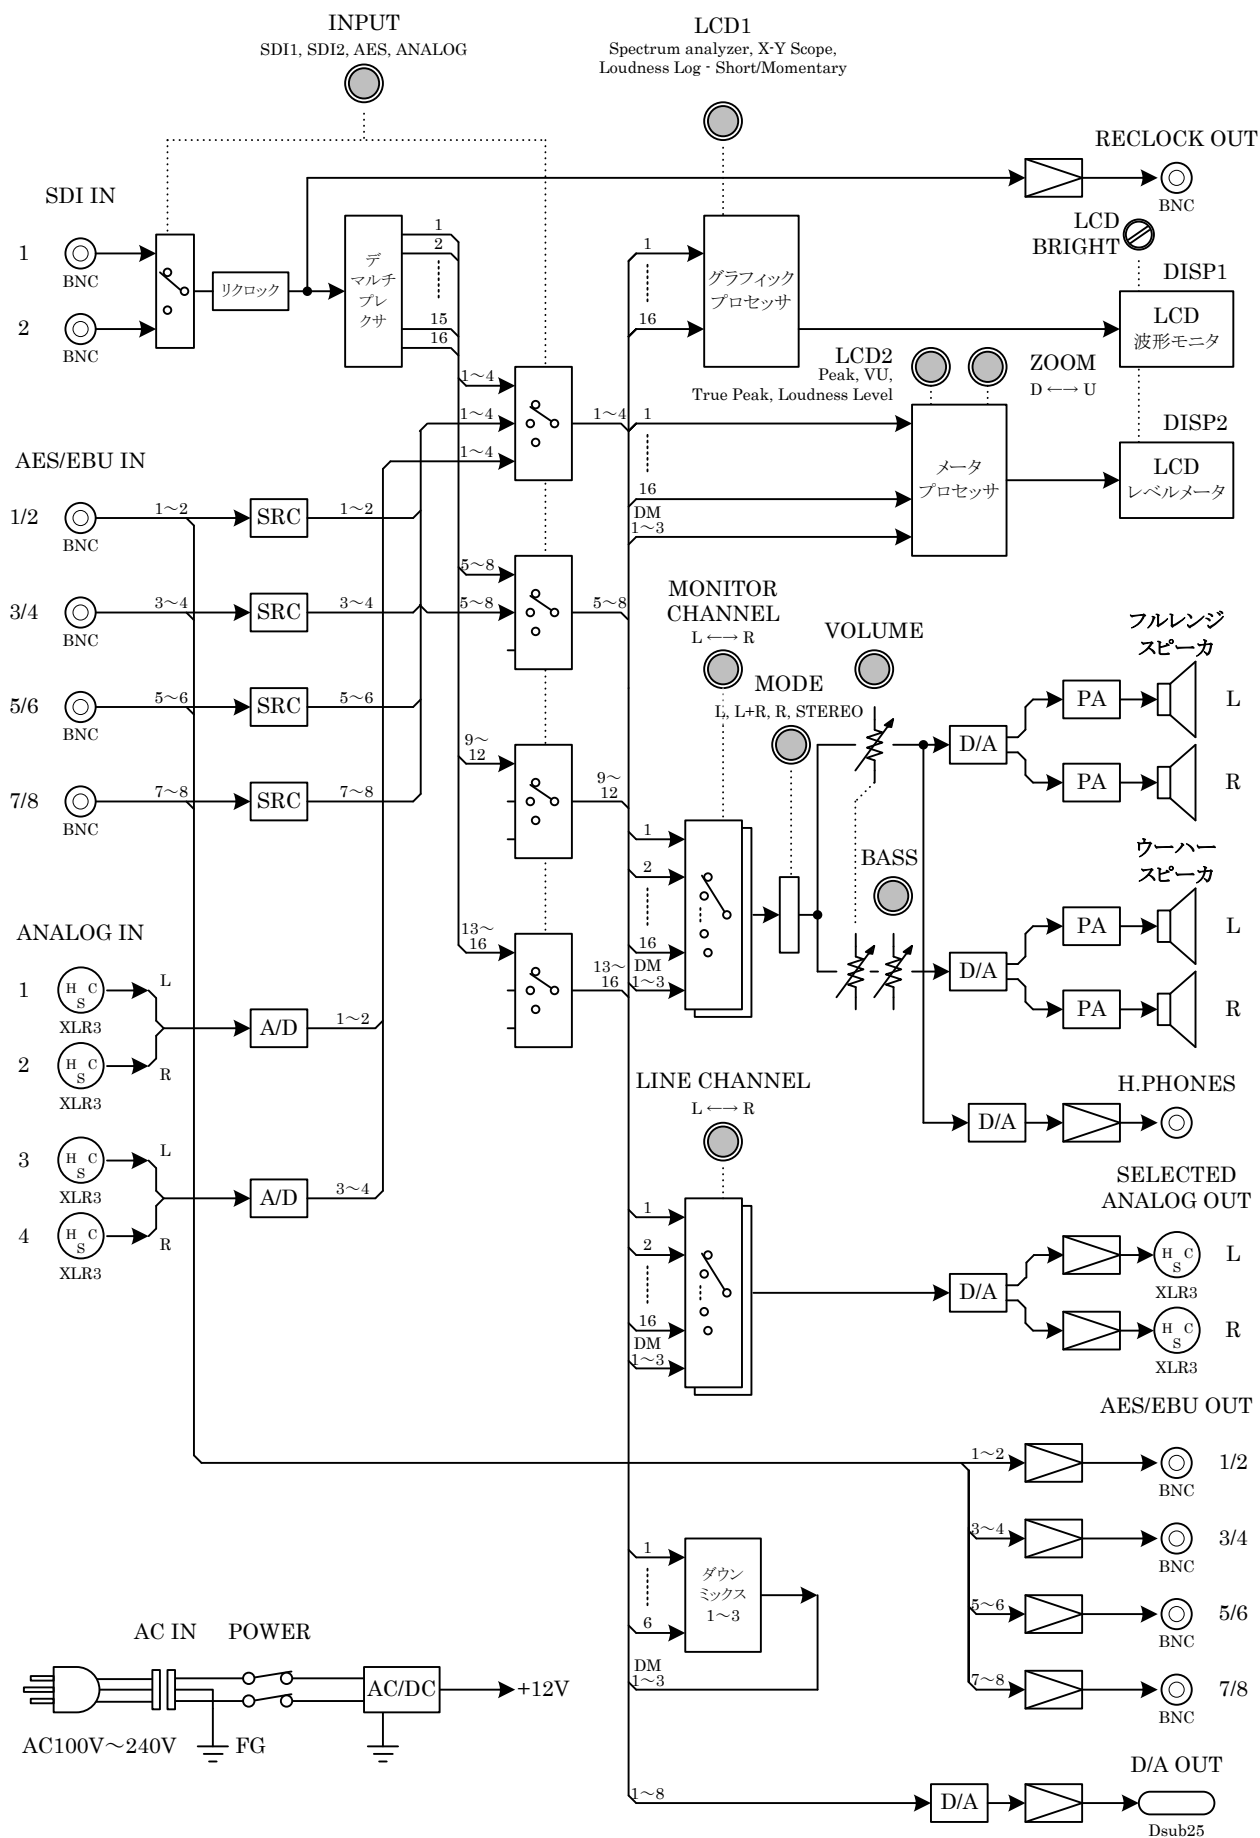 INPUT
SDI1, SDI2, AES, ANALOG
LCD1
Spectrum analyzer, X-Y Scope,
Loudness Log - Short/Momentary
RECLOCK OUT
BNC
SDI IN
1
BNC
2
BNC
リクロック
デ
マルチ
プレ
クサ
1
2
15
16
1
16
グラフィック
プロセッサ
LCD
BRIGHT
DISP1
LCD
波形モニタ
LCD2
Peak, VU,
True Peak, Loudness Level
ZOOM
D ←→ U
DISP2
LCD
レベルメータ
1~4
1~4
1~4
1~4
1
16
DM
1~3
メータ
プロセッサ
AES/EBU IN
1/2
BNC
1~2
SRC
1~2
3/4
BNC
3~4
SRC
3~4
5/6
BNC
5~6
SRC
5~6
7/8
BNC
7~8
SRC
7~8
5~8
5~8
5~8
9~
12
9~
12
13~
16
13~
16
MONITOR
CHANNEL
L ←→ R
MODE
L, L+R, R, STEREO
VOLUME
BASS
1
2
16
DM
1~3
フルレンジ
スピーカ
D/A
PA
L
PA
R
ウーハー
スピーカ
D/A
PA
L
PA
R
H.PHONES
D/A
ANALOG IN
1
H C
S
XLR3
L
2
H C
S
XLR3
R
A/D
1~2
3
H C
S
XLR3
L
4
H C
S
XLR3
R
A/D
3~4
LINE CHANNEL
L ←→ R
1
2
16
DM
1~3
SELECTED
ANALOG OUT
D/A
H C
S
XLR3
L
H C
S
XLR3
R
AES/EBU OUT
1~2
BNC
1/2
3~4
BNC
3/4
5~6
BNC
5/6
7~8
BNC
7/8
1
6
ダウン
ミックス
1~3
DM
1~3
AC IN
POWER
AC/DC
+12V
AC100V~240V
FG
D/A OUT
1~8
D/A
Dsub25